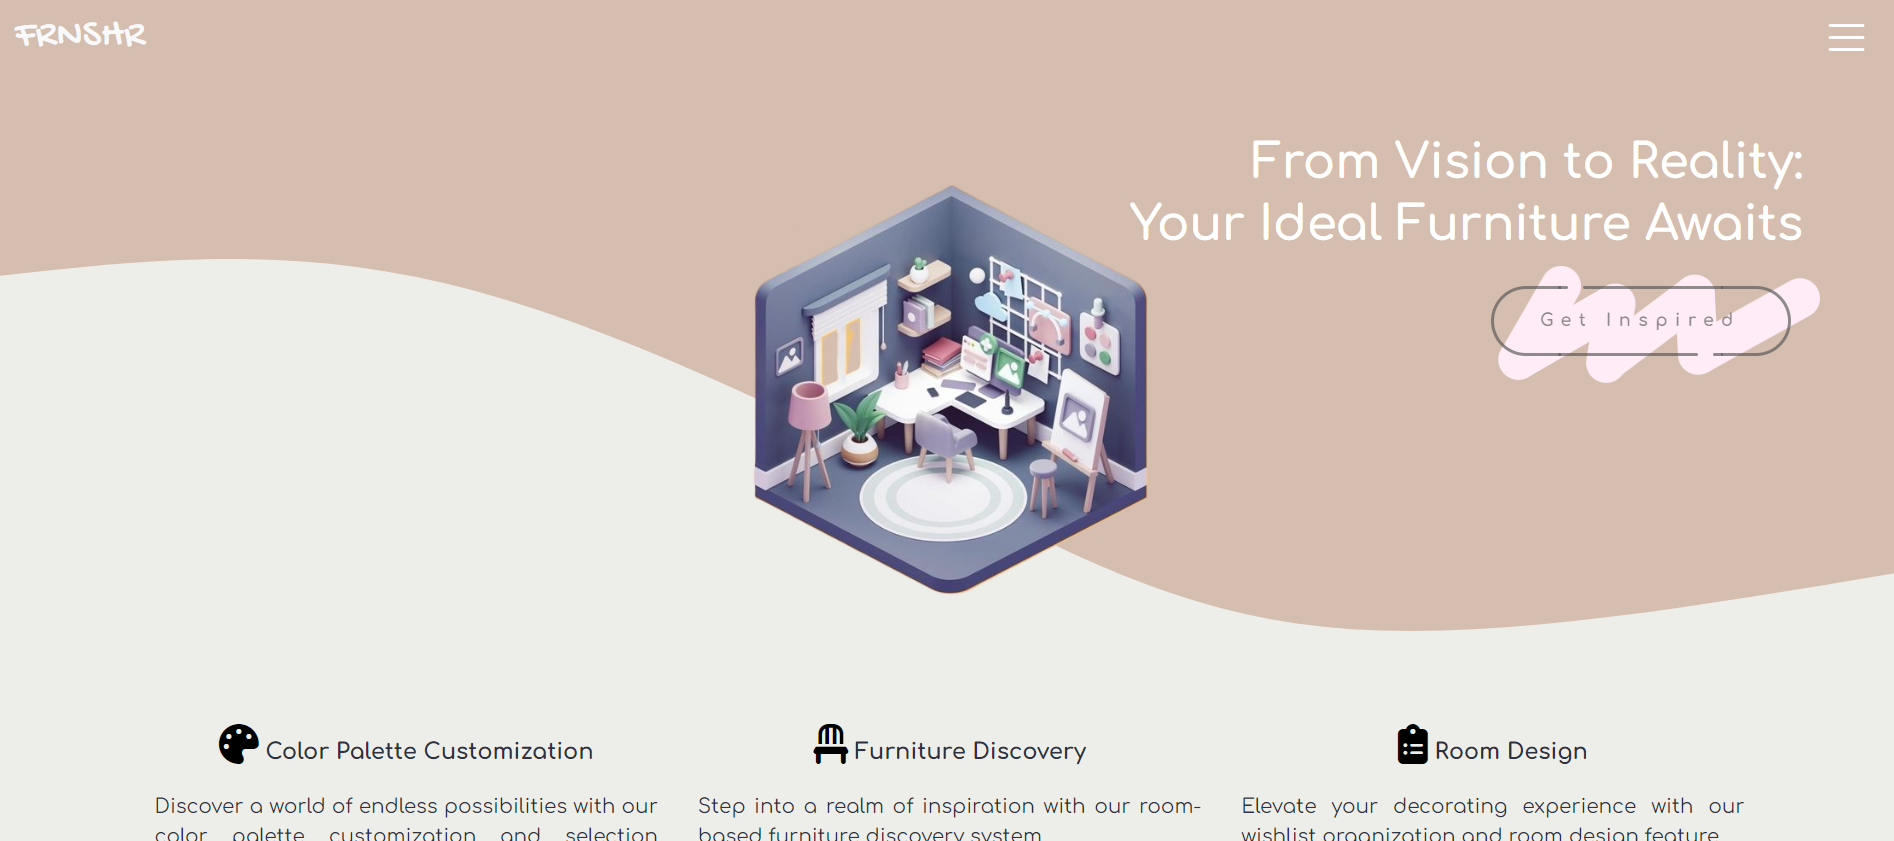 FRNSHR
From Vision to Reality:
Your Ideal Furniture Awaits
Get Inspired
Color Palette Customization
Discover a world of endless possibilities with our
color palette customization and selection
Furniture Discovery
Step into a realm of inspiration with our room-
based furniture discovery system.
Room Design
Elevate your decorating experience with our
wishlist organization and room design feature.